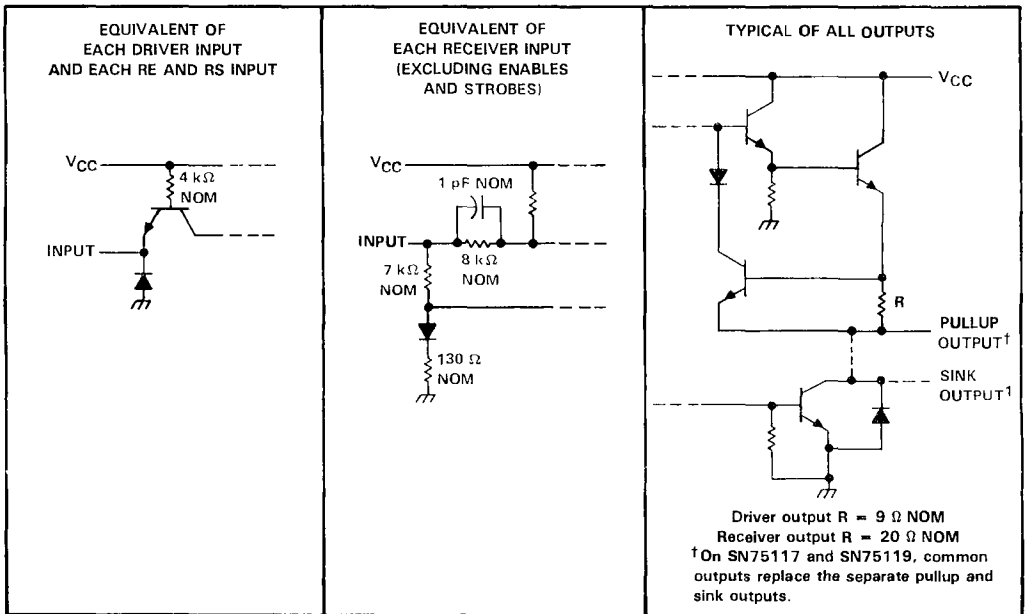 EQUIVALENT OF
EACH DRIVER INPUT
AND EACH RE AND RS INPUT
VCC
4 kΩ
NOM
INPUT
EQUIVALENT OF
EACH RECEIVER INPUT
(EXCLUDING ENABLES
AND STROBES)
VCC
1 pF NOM
INPUT
8 kΩ
NOM
7 kΩ
NOM
130 Ω
NOM
TYPICAL OF ALL OUTPUTS
VCC
R
PULLUP
OUTPUT†
SINK
OUTPUT1
Driver output R = 9 Ω NOM
Receiver output R = 20 Ω NOM
†On SN75117 and SN75119, common
outputs replace the separate pullup and
sink outputs.